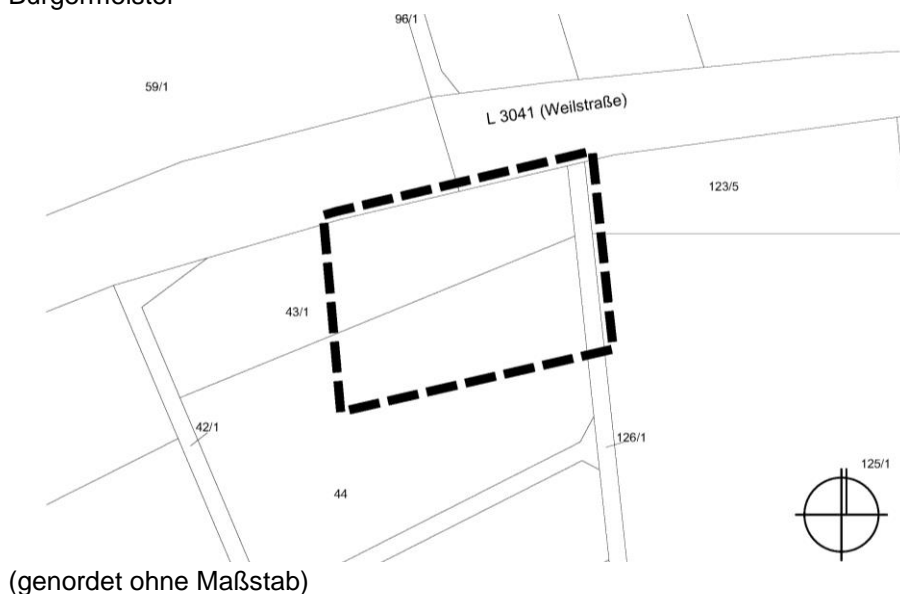 Bürgermeister
96/1
59/1
L 3041 (Weilstraße)
123/5
43/1
42/1
126/1
125/1
44
(genordet ohne Maßstab)